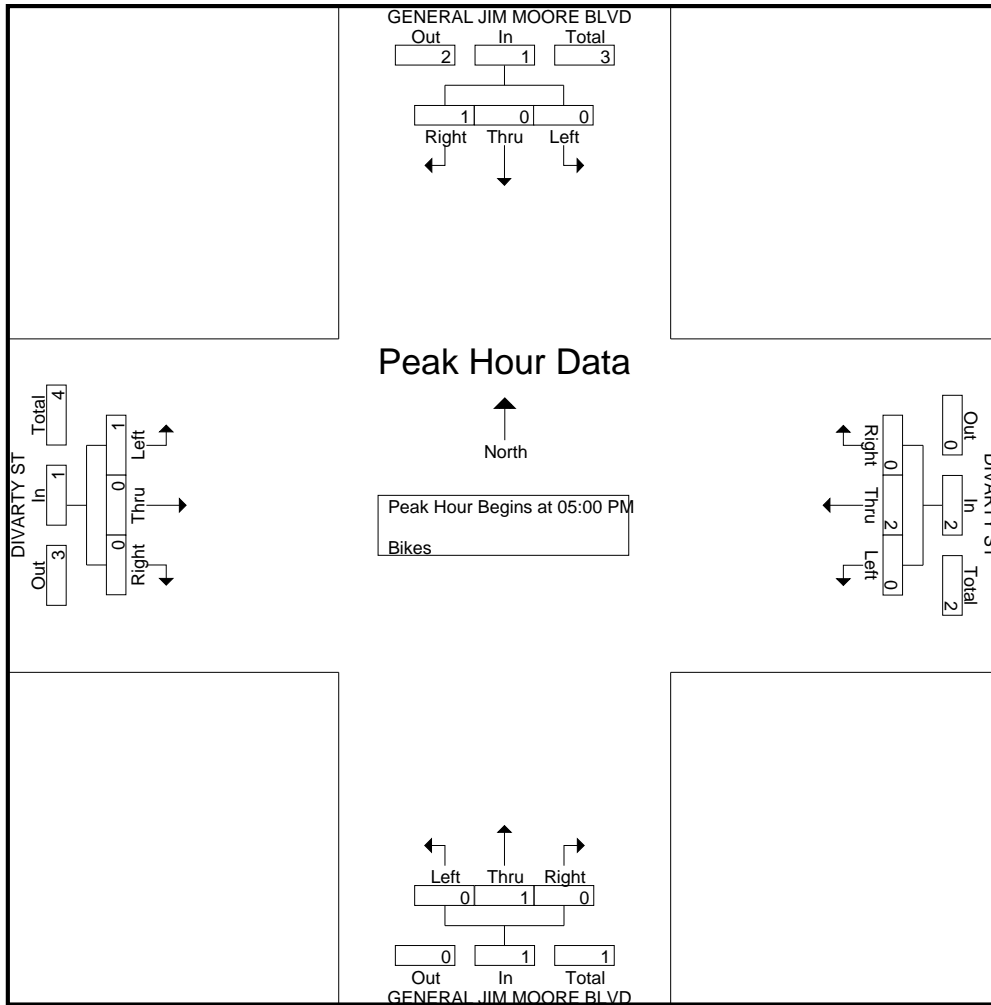 GENERAL JIM MOORE BLVD
Out In Total
2 1 3
1 0 0
Right Thru Left
Peak Hour Data
North
Peak Hour Begins at 05:00 PM
Bikes
DIVARTY ST
Out In Total
3 1 4
0 0 1
Right Thru Left
DIVARTY ST
Out In Total
0 2 2
0 2 0
Right Thru Left
Left Thru Right
0 1 0
0 1 1
Out In Total
GENERAL JIM MOORE BLVD